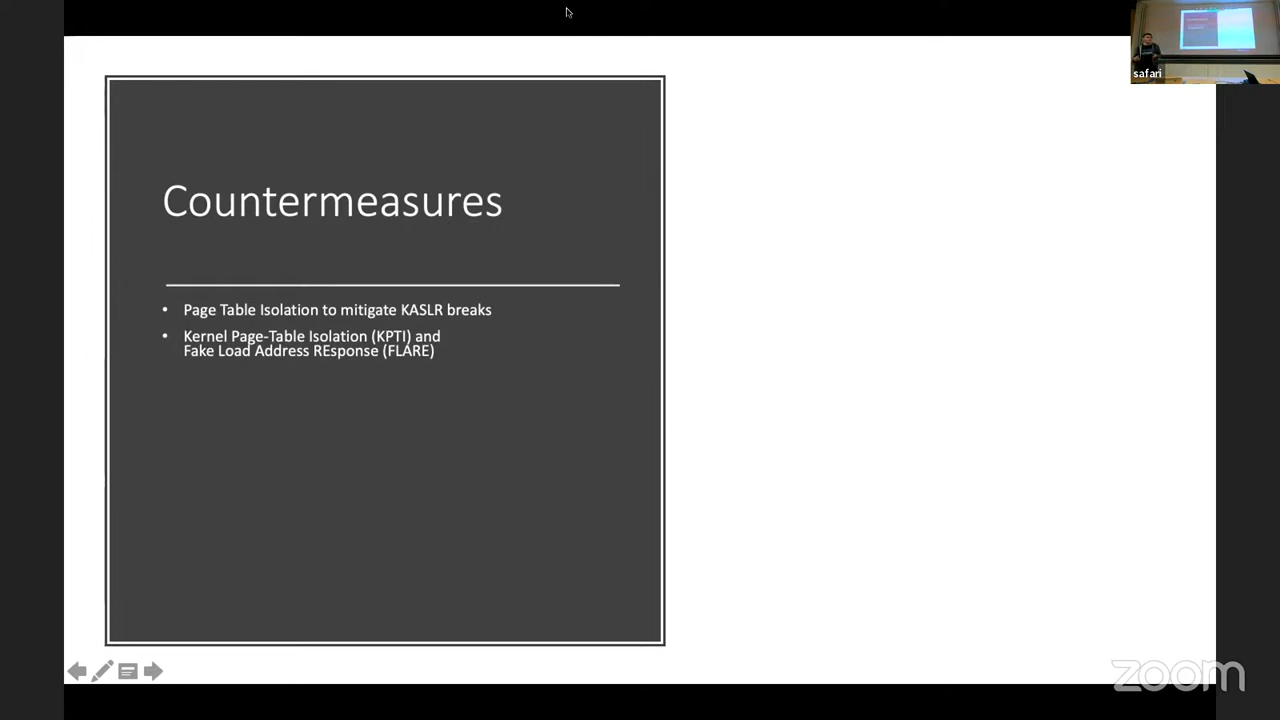 safari
Countermeasures
• Page Table Isolation to mitigate KASLR breaks
• Kernel Page-Table Isolation (KPTI) and
Fake Load Address REsponse (FLARE)
zoom